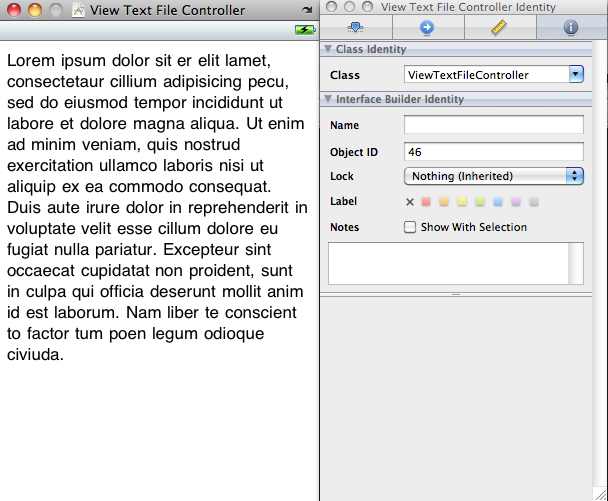 View Text File Controller
Lorem ipsum dolor sit er elit lamet,
consectetaur cillium adipisicing pecu,
sed do eiusmod tempor incididunt ut
labore et dolore magna aliqua. Ut enim
ad minim veniam, quis nostrud
exercitation ullamco laboris nisi ut
aliquip ex ea commodo consequat.
Duis aute irure dolor in reprehenderit in
voluptate velit esse cillum dolore eu
fugiat nulla pariatur. Excepteur sint
occaecat cupidatat non proident, sunt
in culpa qui officia deserunt mollit anim
id est laborum. Nam liber te conscient
to factor tum poen legum odioque
civiuda.
View Text File Controller Identity
Class Identity
Class ViewTextFileController
Interface Builder Identity
Name
Object ID 46
Lock Nothing (Inherited)
Label
Notes Show With Selection